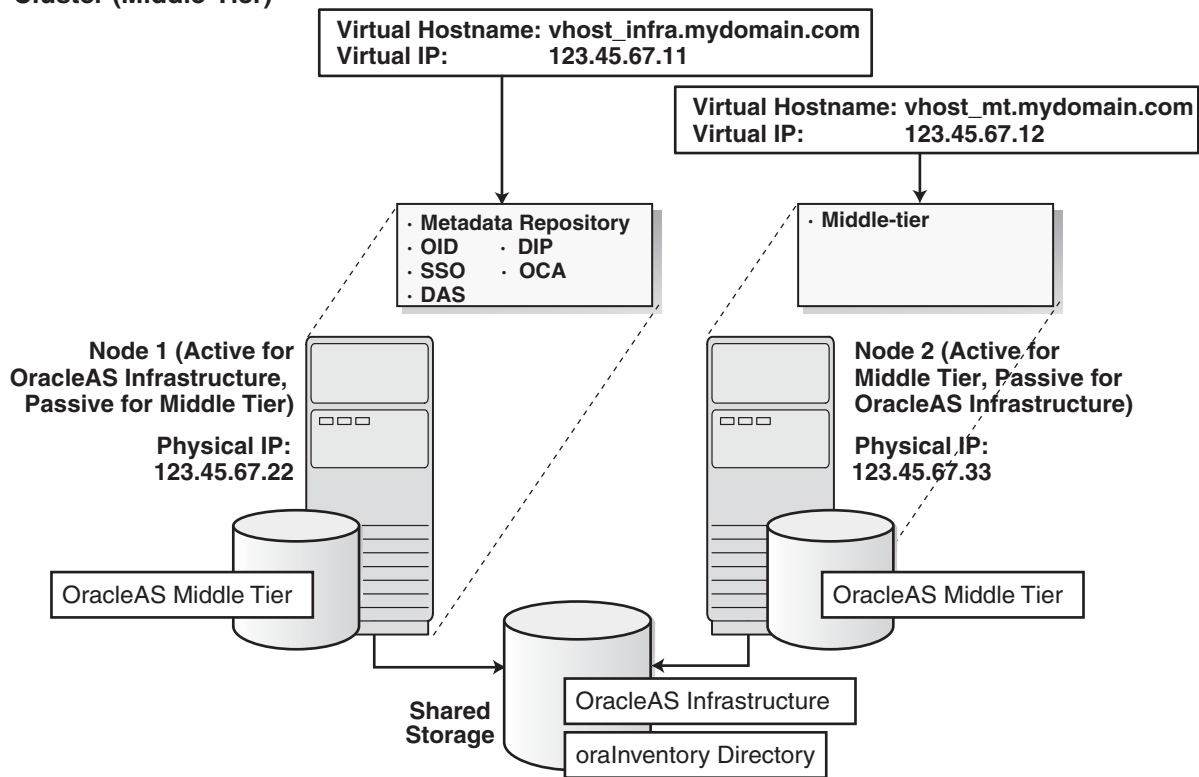 Cluster (Middle Tier)
Virtual Hostname: vhost_infra.mydomain.com
Virtual IP: 123.45.67.11
Virtual Hostname: vhost_mt.mydomain.com
Virtual IP: 123.45.67.12
· Metadata Repository
· OID · DIP
· SSO · OCA
· DAS
· Middle-tier
Node 1 (Active for
OracleAS Infrastructure,
Passive for Middle Tier)
Physical IP:
123.45.67.22
Node 2 (Active for
Middle Tier, Passive for
OracleAS Infrastructure)
Physical IP:
123.45.67.33
OracleAS Middle Tier
OracleAS Middle Tier
Shared
Storage
OracleAS Infrastructure
oraInventory Directory